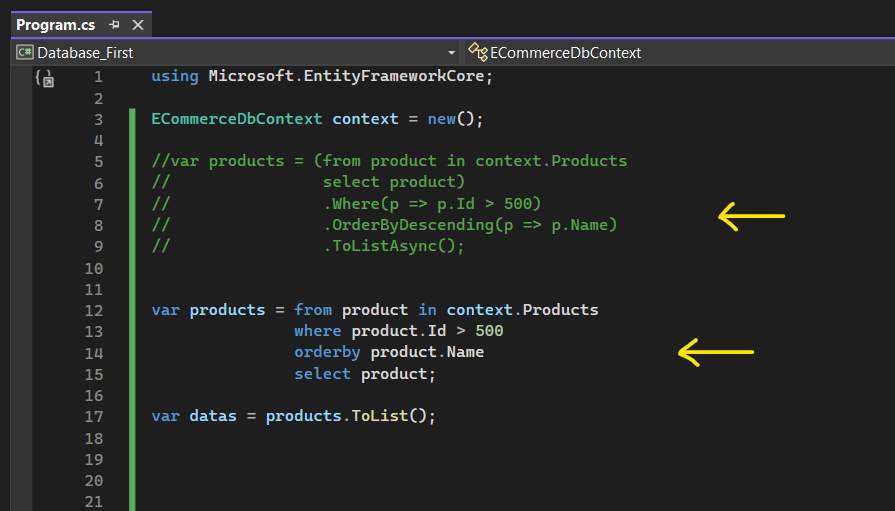 Program.cs
C# Database_First
ECommerceDbContext
1 using Microsoft.EntityFrameworkCore;
2
3 ECommerceDbContext context = new();
4
5 //var products = (from product in context.Products
6 //                select product)
7 //                .Where(p => p.Id > 500)
8 //                .OrderByDescending(p => p.Name)
9 //                .ToListAsync();
10
11
12 var products = from product in context.Products
13                where product.Id > 500
14                orderby product.Name
15                select product;
16
17 var datas = products.ToList();
18
19
20
21